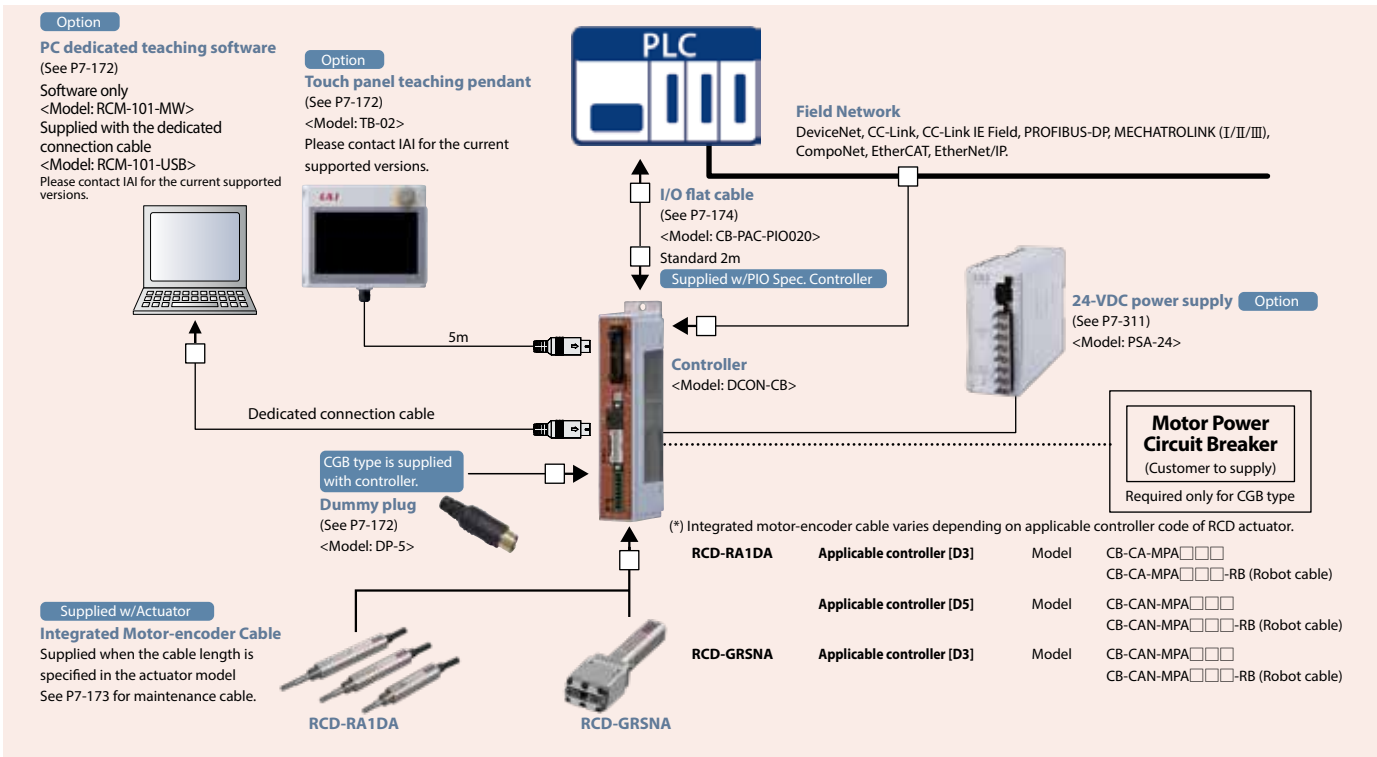 Option
PC dedicated teaching software
(See P7-172)
Software only
<Model: RCM-101-MW>
Supplied with the dedicated
connection cable
<Model: RCM-101-USB>
Please contact IAI for the current supported
versions.
Option
Touch panel teaching pendant
(See P7-172)
<Model: TB-02>
Please contact IAI for the current
supported versions.
IAI
PLC
Field Network
DeviceNet, CC-Link, CC-Link IE Field, PROFIBUS-DP, MECHATROLINK (I/II/III),
CompoNet, EtherCAT, EtherNet/IP.
I/O flat cable
(See P7-174)
<Model: CB-PAC-PIO020>
Standard 2m
Supplied w/PIO Spec. Controller
24-VDC power supply Option
(See P7-311)
<Model: PSA-24>
5m
Controller
<Model: DCON-CB>
Dedicated connection cable
Motor Power
Circuit Breaker
(Customer to supply)
Required only for CGB type
CGB type is supplied
with controller.
Dummy plug
(See P7-172)
<Model: DP-5>
(*) Integrated motor-encoder cable varies depending on applicable controller code of RCD actuator.
RCD-RA1DA Applicable controller [D3] Model CB-CA-MPA□□□
CB-CA-MPA□□□-RB (Robot cable)
Applicable controller [D5] Model CB-CAN-MPA□□□
CB-CAN-MPA□□□-RB (Robot cable)
RCD-GRSNA Applicable controller [D3] Model CB-CAN-MPA□□□
CB-CAN-MPA□□□-RB (Robot cable)
Supplied w/Actuator
Integrated Motor-encoder Cable
Supplied when the cable length is
specified in the actuator model
See P7-173 for maintenance cable.
RCD-RA1DA
RCD-GRSNA